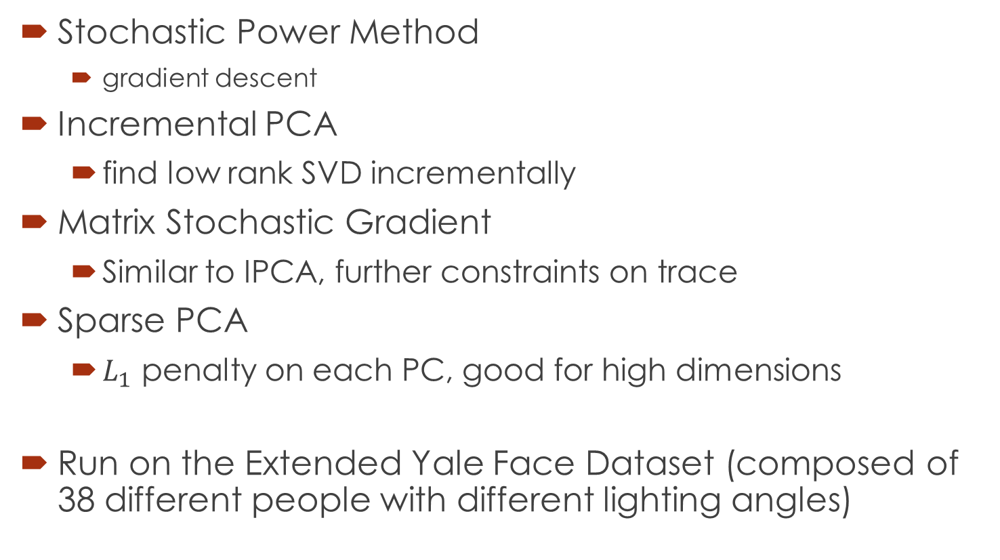 Stochastic Power Method
gradient descent
Incremental PCA
find low rank SVD incrementally
Matrix Stochastic Gradient
Similar to IPCA, further constraints on trace
Sparse PCA
L₁ penalty on each PC, good for high dimensions
Run on the Extended Yale Face Dataset (composed of
38 different people with different lighting angles)